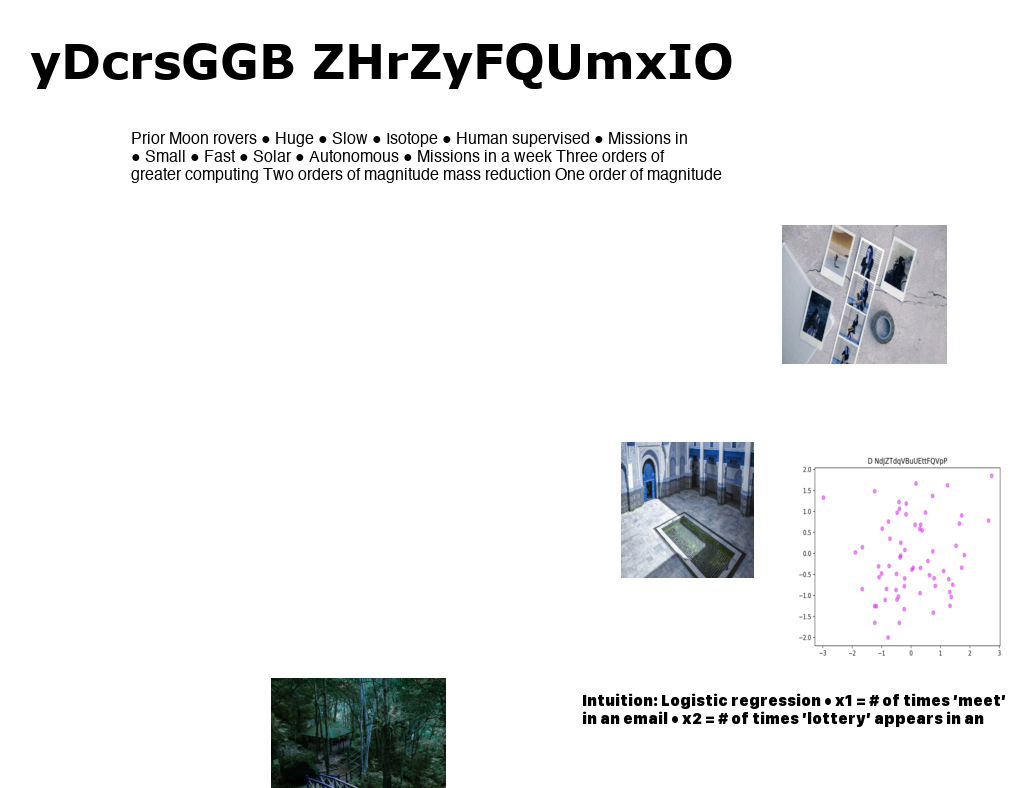 yDcrsGGB ZHrZyFQUmxIO
Prior Moon rovers ● Huge ● Slow ● Isotope ● Human supervised ● Missions in
● Small ● Fast ● Solar ● Autonomous ● Missions in a week Three orders of
greater computing Two orders of magnitude mass reduction One order of magnitude
D NdJZTdqVBuUEttFQVpP
2.0
1.5
1.0
0.5
0.0
−0.5
−1.0
−1.5
−2.0
−3 −2 −1 0 1 2 3
Intuition: Logistic regression • x1 = # of times 'meet'
in an email • x2 = # of times 'lottery' appears in an